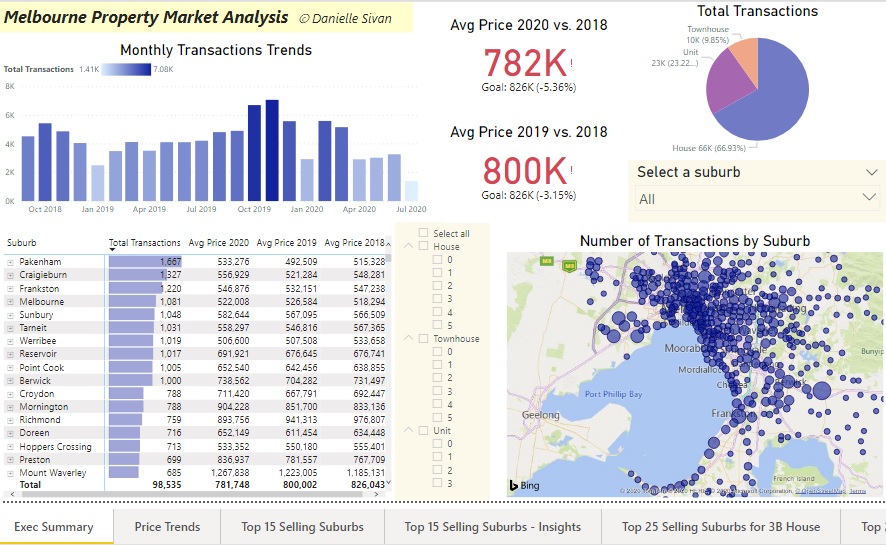 Melbourne Property Market Analysis © Danielle Sivan
Monthly Transactions Trends
Total Transactions 1.41K 7.08K
8K
6K
4K
2K
0K
Oct 2018 Jan 2019 Apr 2019 Jul 2019 Oct 2019 Jan 2020 Apr 2020 Jul 2020
Avg Price 2020 vs. 2018
782K!
Goal: 826K (-5.36%)
Avg Price 2019 vs. 2018
800K!
Goal: 826K (-3.15%)
Total Transactions
Townhouse
10K (9.85%)
Unit
23K (23.22...)
House 66K (66.93%)
Select a suburb
All
Suburb Total Transactions Avg Price 2020 Avg Price 2019 Avg Price 2018
Pakenham 1,667 533,276 492,509 515,328
Craigieburn 1,327 556,929 521,284 548,281
Frankston 1,220 546,876 532,151 547,238
Melbourne 1,081 522,008 526,584 518,294
Sunbury 1,048 582,644 567,095 566,509
Tarneit 1,031 558,297 546,816 567,365
Werribee 1,019 506,600 507,508 533,658
Reservoir 1,017 691,921 676,645 676,741
Point Cook 1,005 652,540 642,456 638,855
Berwick 1,000 738,562 704,282 731,497
Croydon 788 711,420 667,791 692,447
Mornington 788 904,228 851,700 833,136
Richmond 759 893,756 941,313 976,807
Doreen 716 652,149 611,454 634,448
Hoppers Crossing 713 533,352 550,180 555,401
Preston 699 836,937 781,557 767,709
Mount Waverley 685 1,267,838 1,223,005 1,185,131
Total 98,535 781,748 800,002 826,043
Select all
House
0
1
2
3
4
5
Townhouse
0
1
2
3
4
5
Unit
0
1
2
3
Number of Transactions by Suburb
M8
M8
Port Phillip Bay
Geelong
French Island
Bing
© OpenStreetMap Terms
Exec Summary Price Trends Top 15 Selling Suburbs Top 15 Selling Suburbs - Insights Top 25 Selling Suburbs for 3B House